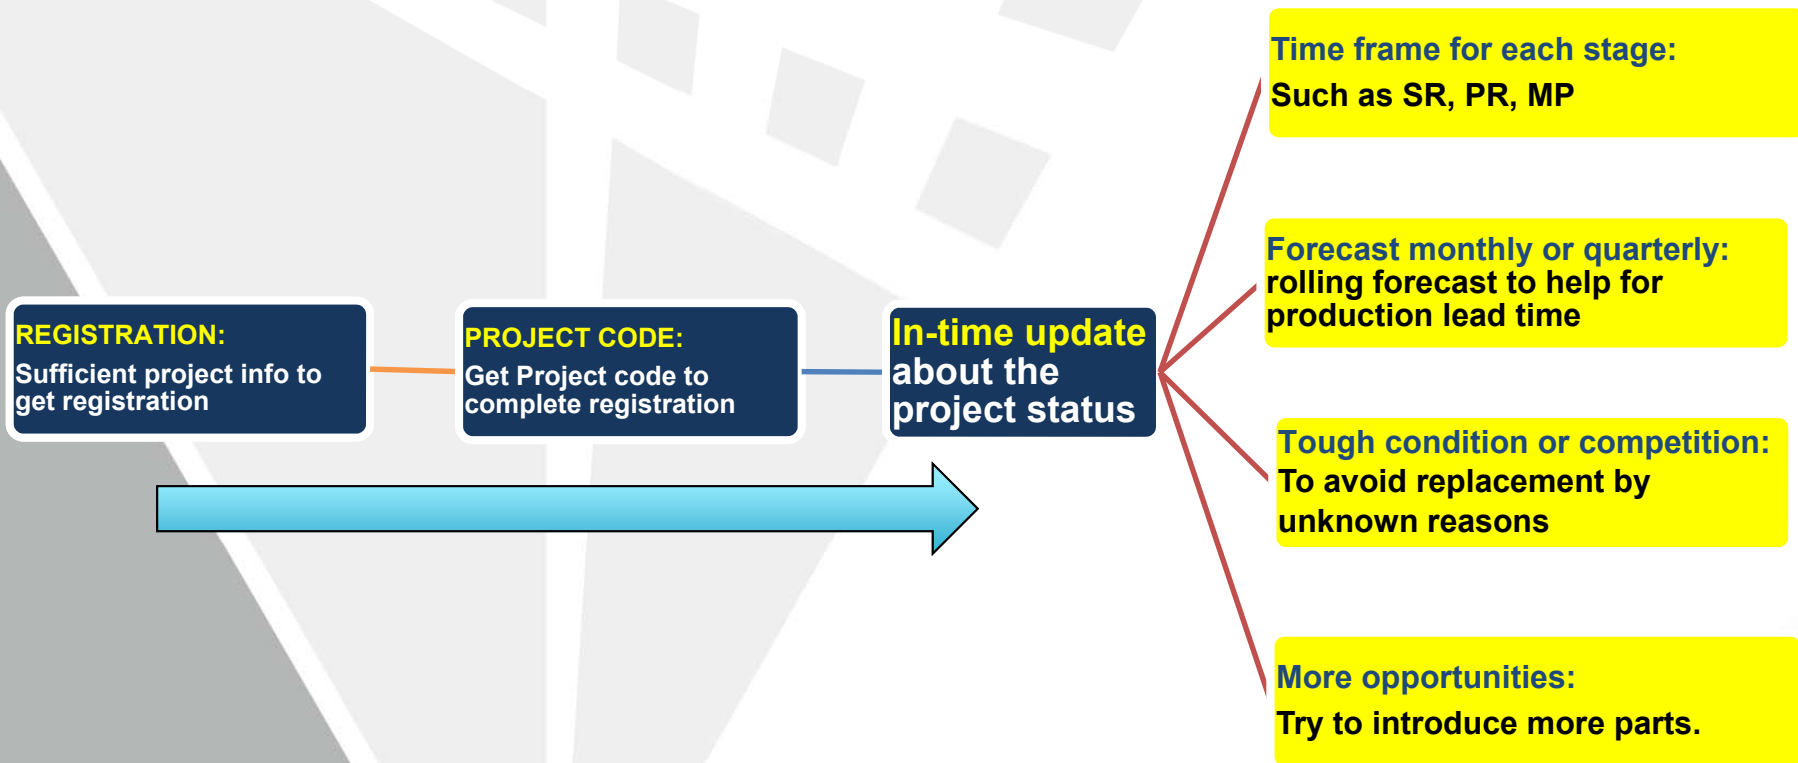 REGISTRATION:
Sufficient project info to
get registration
PROJECT CODE:
Get Project code to
complete registration
In-time update
about the
project status
Time frame for each stage:
Such as SR, PR, MP
Forecast monthly or quarterly:
rolling forecast to help for
production lead time
Tough condition or competition:
To avoid replacement by
unknown reasons
More opportunities:
Try to introduce more parts.